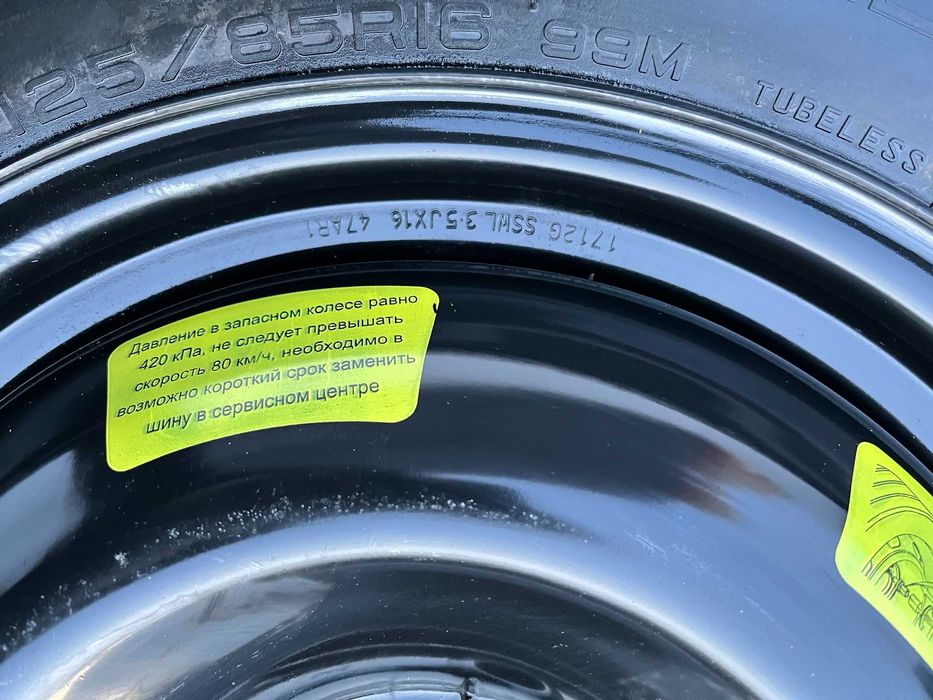 125/85R16 99M
TUBELESS
1712G SSWL 3·5JX16 47AR1
Давление в запасном колесе равно
420 кПа, не следует превышать
скорость 80 км/ч, необходимо в
возможно короткий срок заменить
шину в сервисном центре